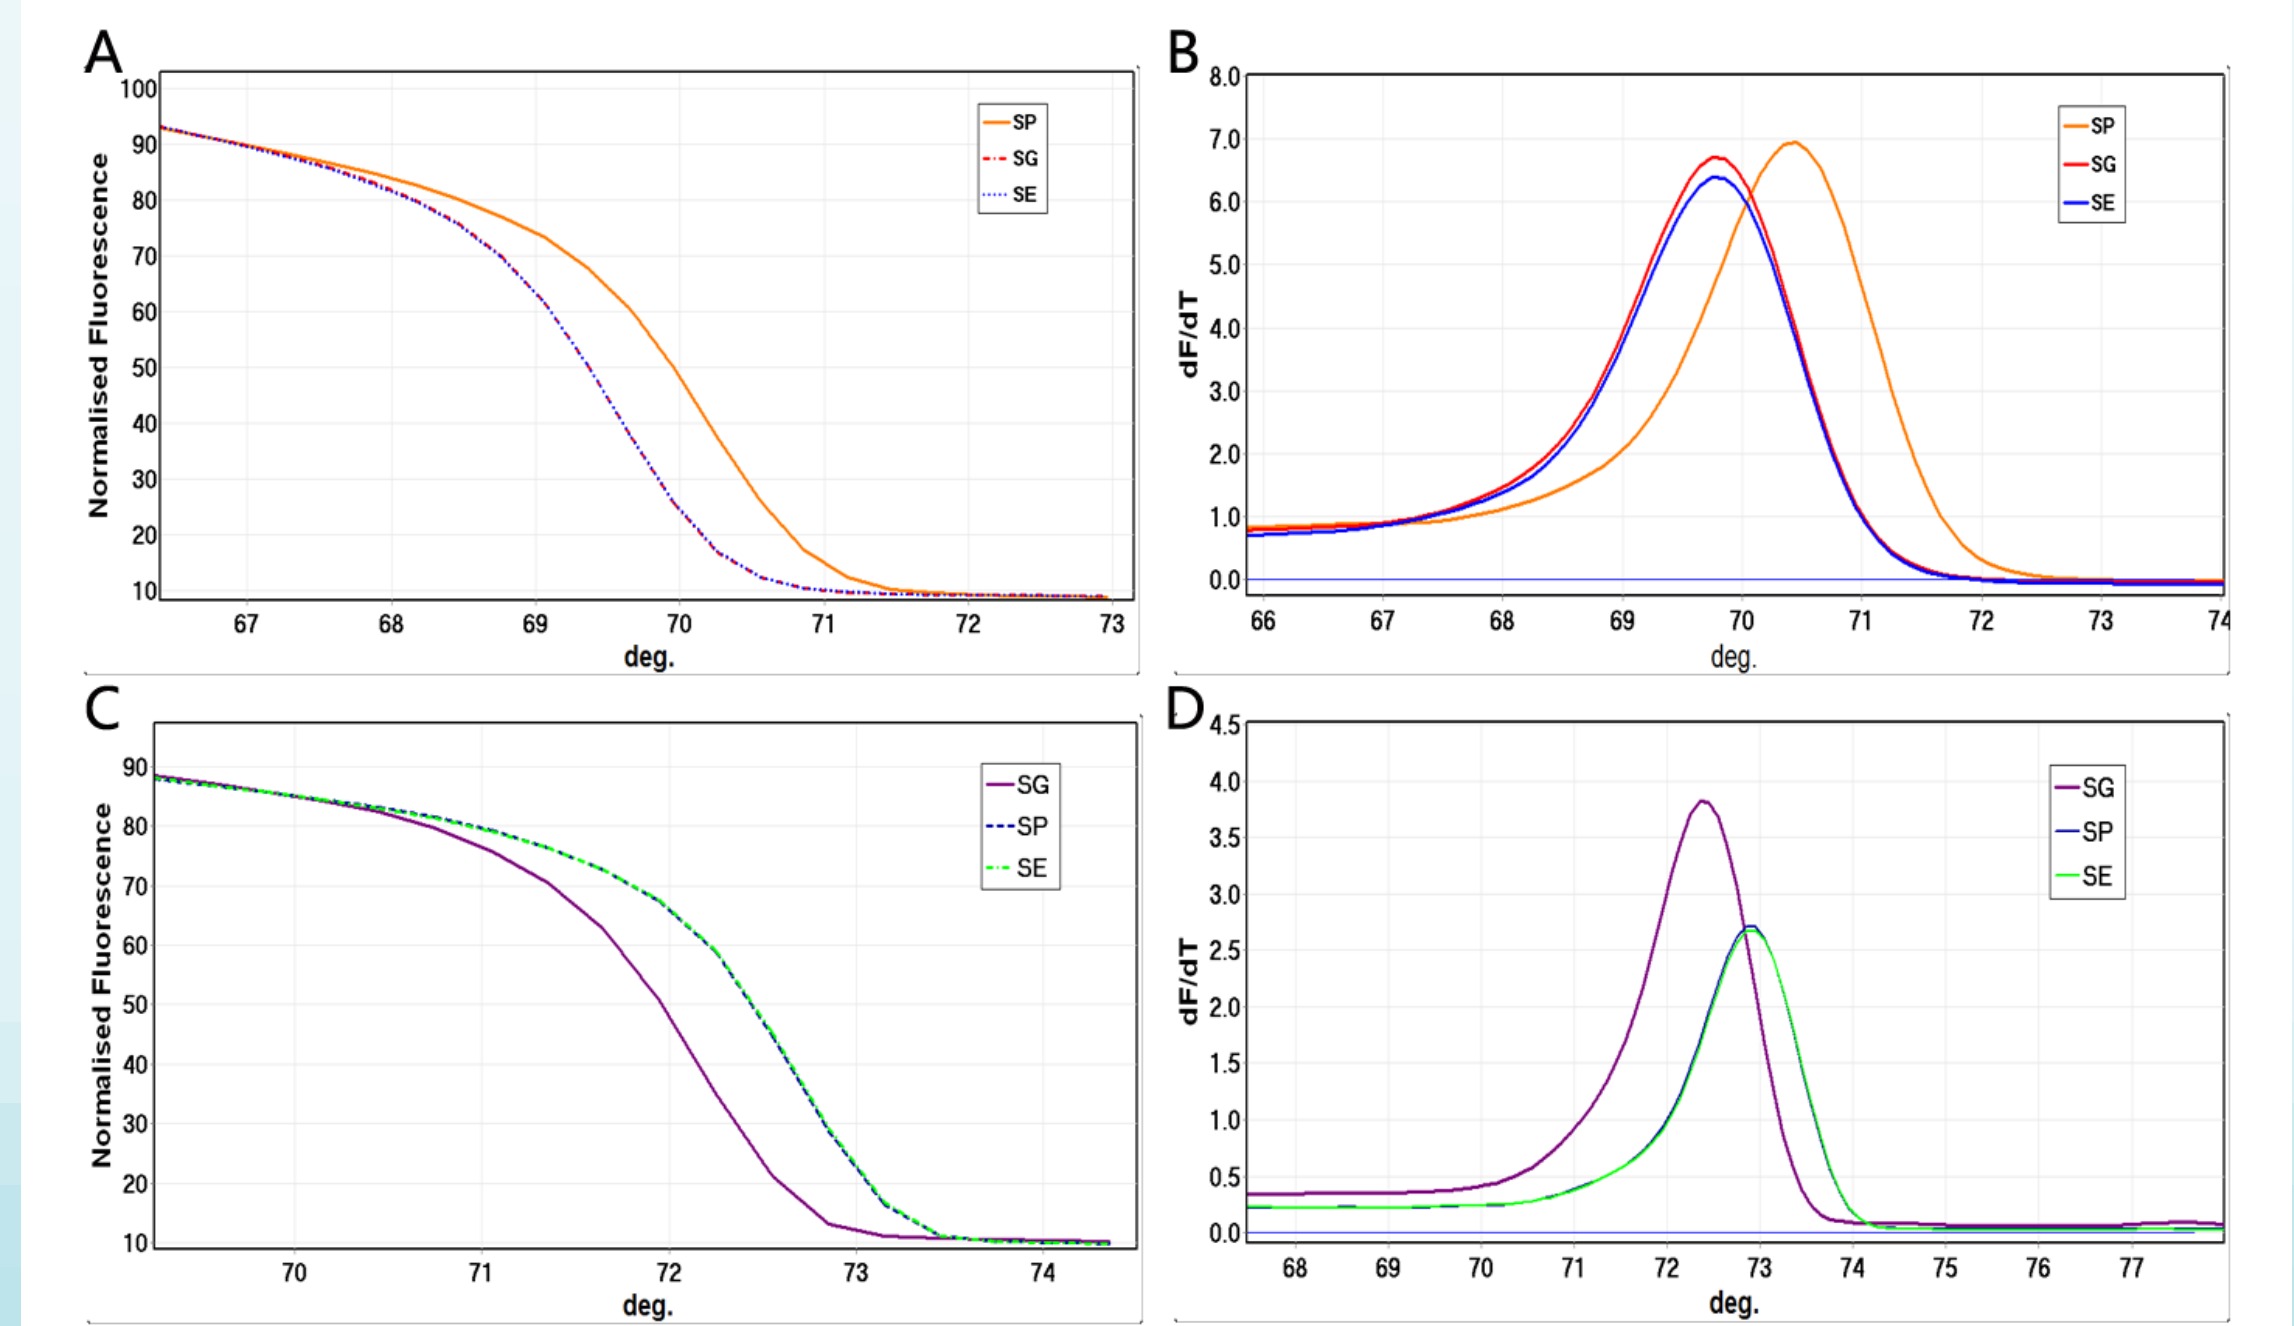 A
Normalised Fluorescence
100
90
80
70
60
50
40
30
20
10
67 68 69 70 71 72 73
deg.
SP
SG
SE
B
dF/dT
8.0
7.0
6.0
5.0
4.0
3.0
2.0
1.0
0.0
66 67 68 69 70 71 72 73 74
deg.
SP
SG
SE
C
Normalised Fluorescence
90
80
70
60
50
40
30
20
10
70 71 72 73 74
deg.
SG
SP
SE
D
dF/dT
4.5
4.0
3.5
3.0
2.5
2.0
1.5
1.0
0.5
0.0
68 69 70 71 72 73 74 75 76 77
deg.
SG
SP
SE